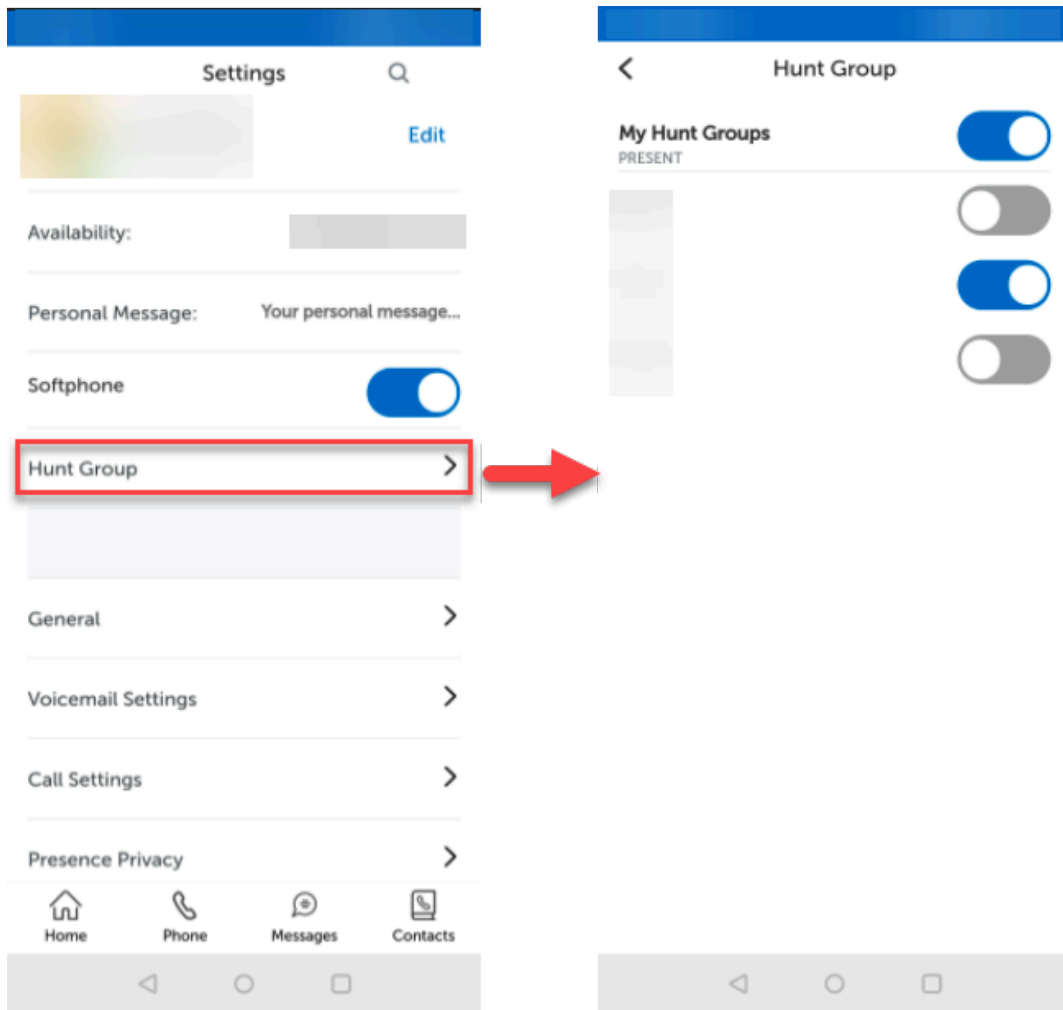 Settings
Edit
Availability:
Personal Message: Your personal message...
Softphone
Hunt Group
General
Voicemail Settings
Call Settings
Presence Privacy
Home Phone Messages Contacts
Hunt Group
My Hunt Groups
PRESENT